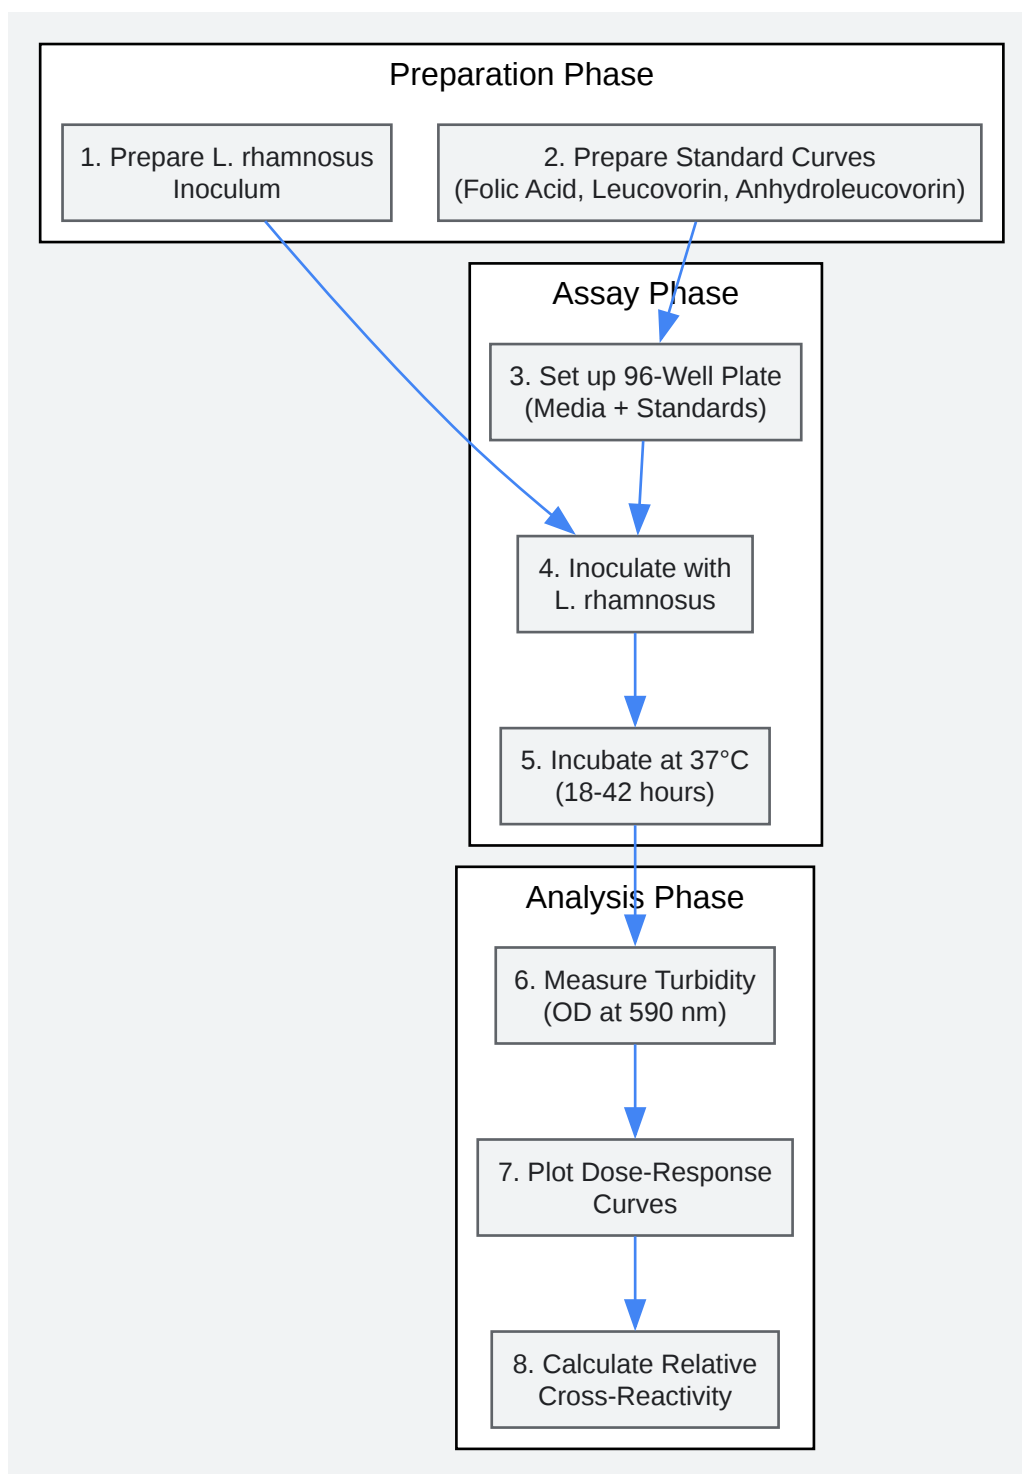 Preparation Phase
1. Prepare L. rhamnosus
Inoculum
2. Prepare Standard Curves
(Folic Acid, Leucovorin, Anhydroleucovorin)
Assay Phase
3. Set up 96-Well Plate
(Media + Standards)
4. Inoculate with
L. rhamnosus
5. Incubate at 37°C
(18-42 hours)
Analysis Phase
6. Measure Turbidity
(OD at 590 nm)
7. Plot Dose-Response
Curves
8. Calculate Relative
Cross-Reactivity